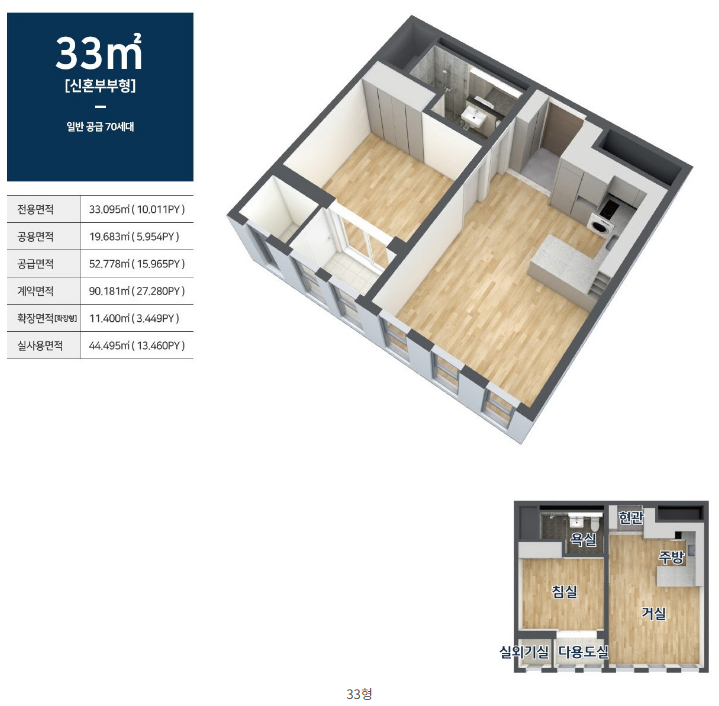 33㎡
[신혼부부형]
일반 공급 70세대
전용면적 33,095㎡ ( 10,011PY )
공용면적 19,683㎡ ( 5,954PY )
공급면적 52,778㎡ ( 15,965PY )
계약면적 90,181㎡ ( 27,280PY )
확장면적[확장형] 11,400㎡ ( 3,449PY )
실사용면적 44,495㎡ ( 13,460PY )
현관
욕실
주방
침실
거실
실외기실 다용도실
33형